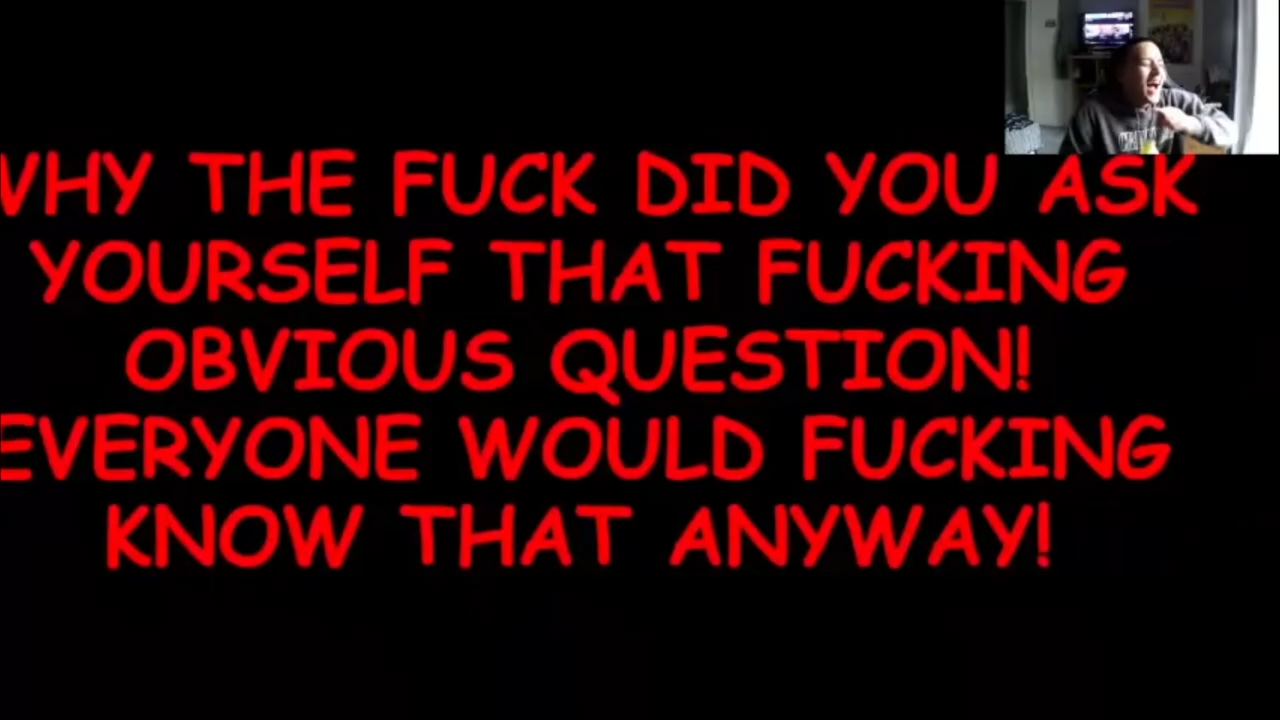 WHY THE FUCK DID YOU ASK
YOURSELF THAT FUCKING
OBVIOUS QUESTION!
EVERYONE WOULD FUCKING
KNOW THAT ANYWAY!